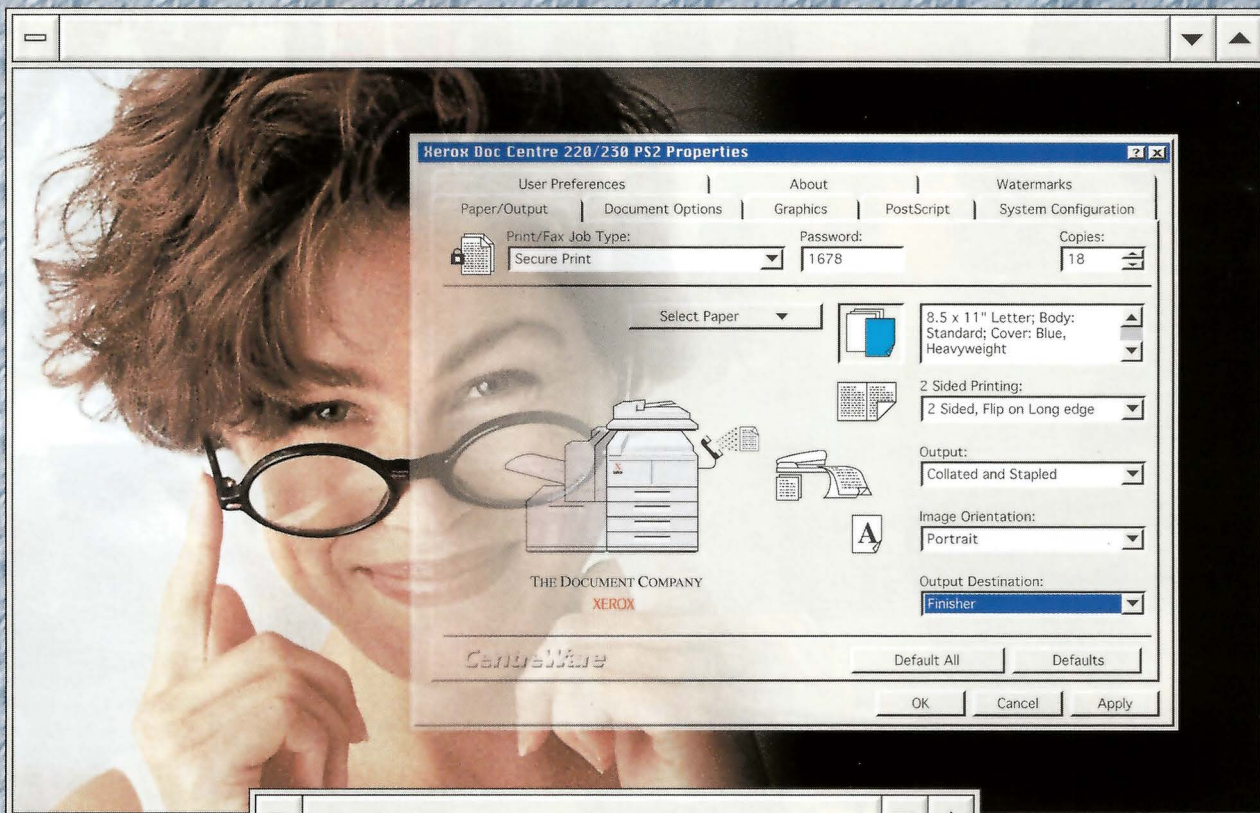 Xerox Doc Centre 220/230 PS2 Properties
User Preferences About Watermarks
Paper/Output Document Options Graphics PostScript System Configuration
Print/Fax Job Type: Password: Copies:
Secure Print 1678 18
Select Paper
8.5 x 11" Letter; Body:
Standard; Cover: Blue,
Heavyweight
2 Sided Printing:
2 Sided, Flip on Long edge
Output:
Collated and Stapled
A
Image Orientation:
Portrait
THE DOCUMENT COMPANY
XEROX
Output Destination:
Finisher
CentreWare
Default All Defaults
OK Cancel Apply